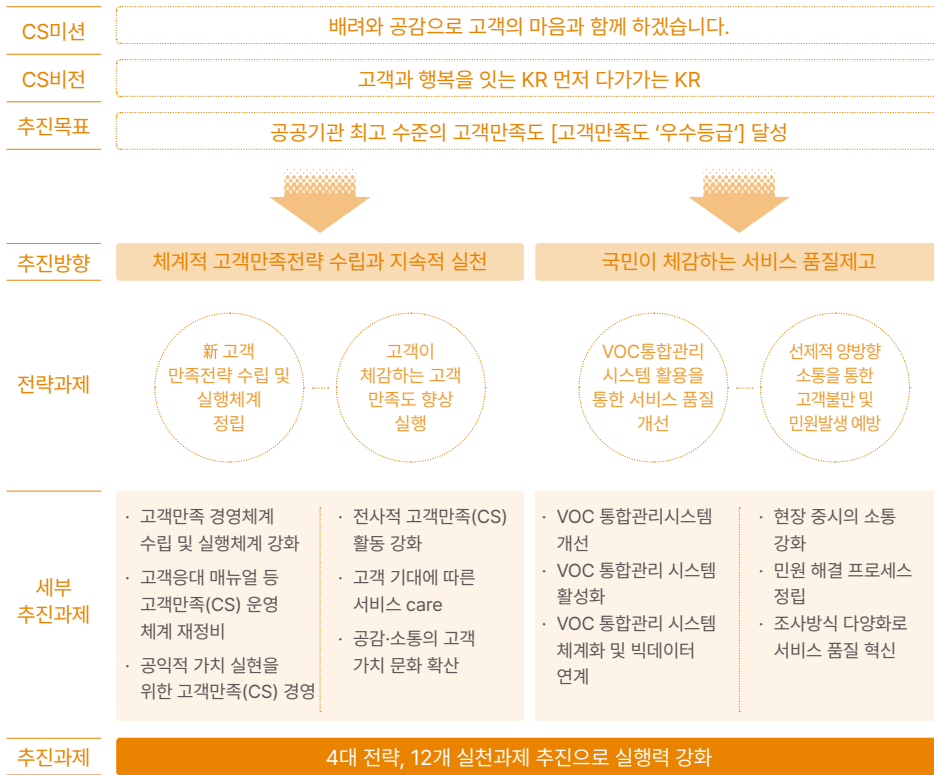 CS미션
배려와 공감으로 고객의 마음과 함께 하겠습니다.
CS비전
고객과 행복을 잇는 KR 먼저 다가가는 KR
추진목표
공공기관 최고 수준의 고객만족도 [고객만족도 ‘우수등급’] 달성
추진방향
체계적 고객만족전략 수립과 지속적 실천
국민이 체감하는 서비스 품질제고
전략과제
新 고객
만족전략 수립 및
실행체계
정립
고객이
체감하는 고객
만족도 향상
실행
VOC통합관리
시스템 활용을
통한 서비스 품질
개선
선제적 양방향
소통을 통한
고객불만 및
민원발생 예방
세부
추진과제
· 고객만족 경영체계
수립 및 실행체계 강화
· 고객응대 매뉴얼 등
고객만족(CS) 운영
체계 재정비
· 공익적 가치 실현을
위한 고객만족(CS) 경영
· 전사적 고객만족(CS)
활동 강화
· 고객 기대에 따른
서비스 care
· 공감·소통의 고객
가치 문화 확산
· VOC 통합관리시스템
개선
· VOC 통합관리 시스템
활성화
· VOC 통합관리 시스템
체계화 및 빅데이터
연계
· 현장 중시의 소통
강화
· 민원 해결 프로세스
정립
· 조사방식 다양화로
서비스 품질 혁신
추진과제
4대 전략, 12개 실천과제 추진으로 실행력 강화